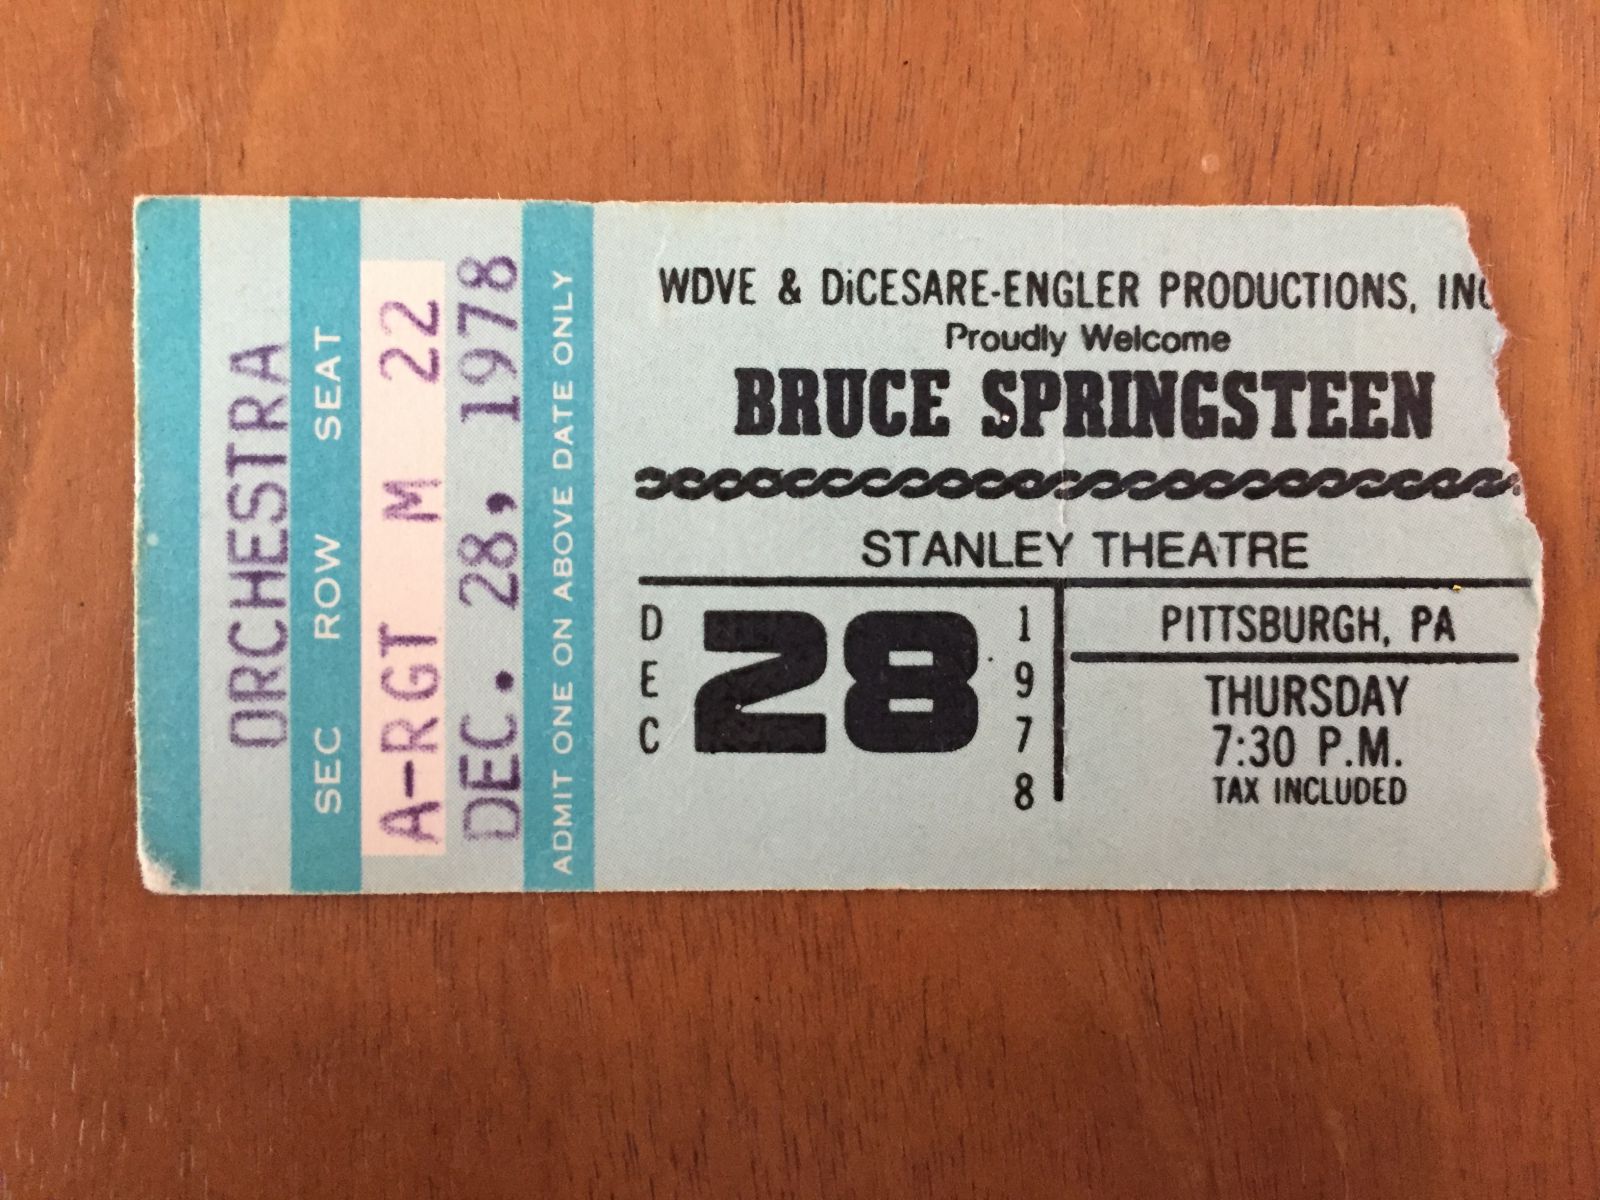 ORCHESTRA
SEC ROW SEAT
A-RGT M 22
DEC. 28, 1978
ADMIT ONE ON ABOVE DATE ONLY
WDVE & DiCESARE-ENGLER PRODUCTIONS, INC
Proudly Welcome
BRUCE SPRINGSTEEN
STANLEY THEATRE
DEC 28 1978
PITTSBURGH, PA
THURSDAY
7:30 P.M.
TAX INCLUDED